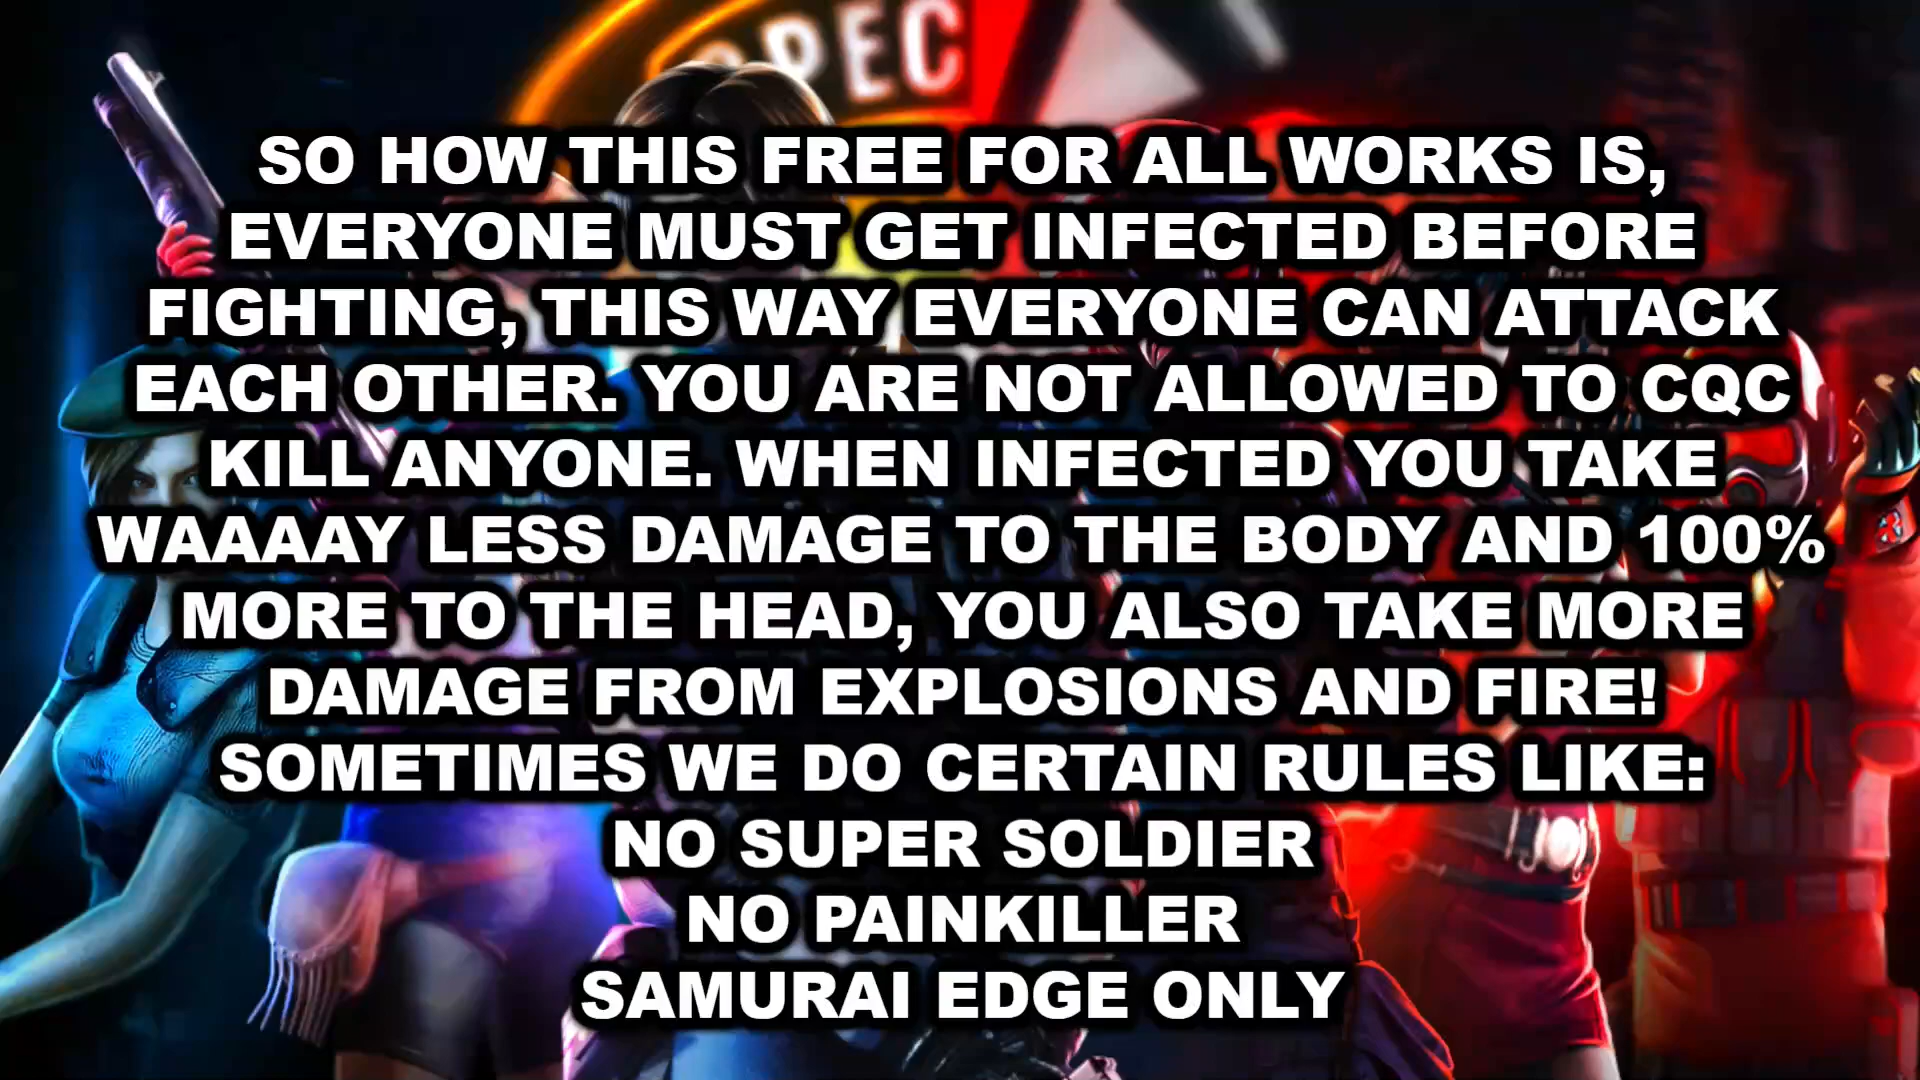 SPEC
SO HOW THIS FREE FOR ALL WORKS IS,
EVERYONE MUST GET INFECTED BEFORE
FIGHTING, THIS WAY EVERYONE CAN ATTACK
EACH OTHER. YOU ARE NOT ALLOWED TO CQC
KILL ANYONE. WHEN INFECTED YOU TAKE
WAAAAY LESS DAMAGE TO THE BODY AND 100%
MORE TO THE HEAD, YOU ALSO TAKE MORE
DAMAGE FROM EXPLOSIONS AND FIRE!
SOMETIMES WE DO CERTAIN RULES LIKE:
NO SUPER SOLDIER
NO PAINKILLER
SAMURAI EDGE ONLY